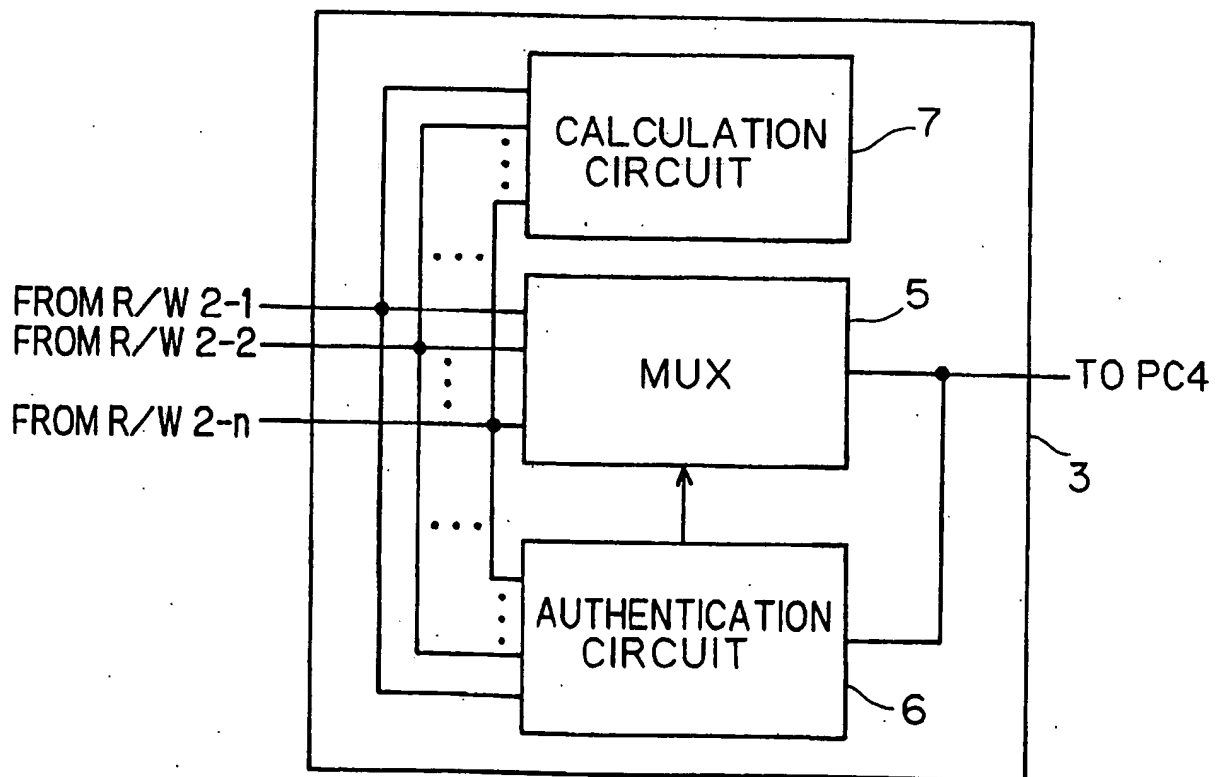 CALCULATION
CIRCUIT
7
FROM R/W 2-1
FROM R/W 2-2
FROM R/W 2-n
MUX
5
TO PC4
3
AUTHENTICATION
CIRCUIT
6